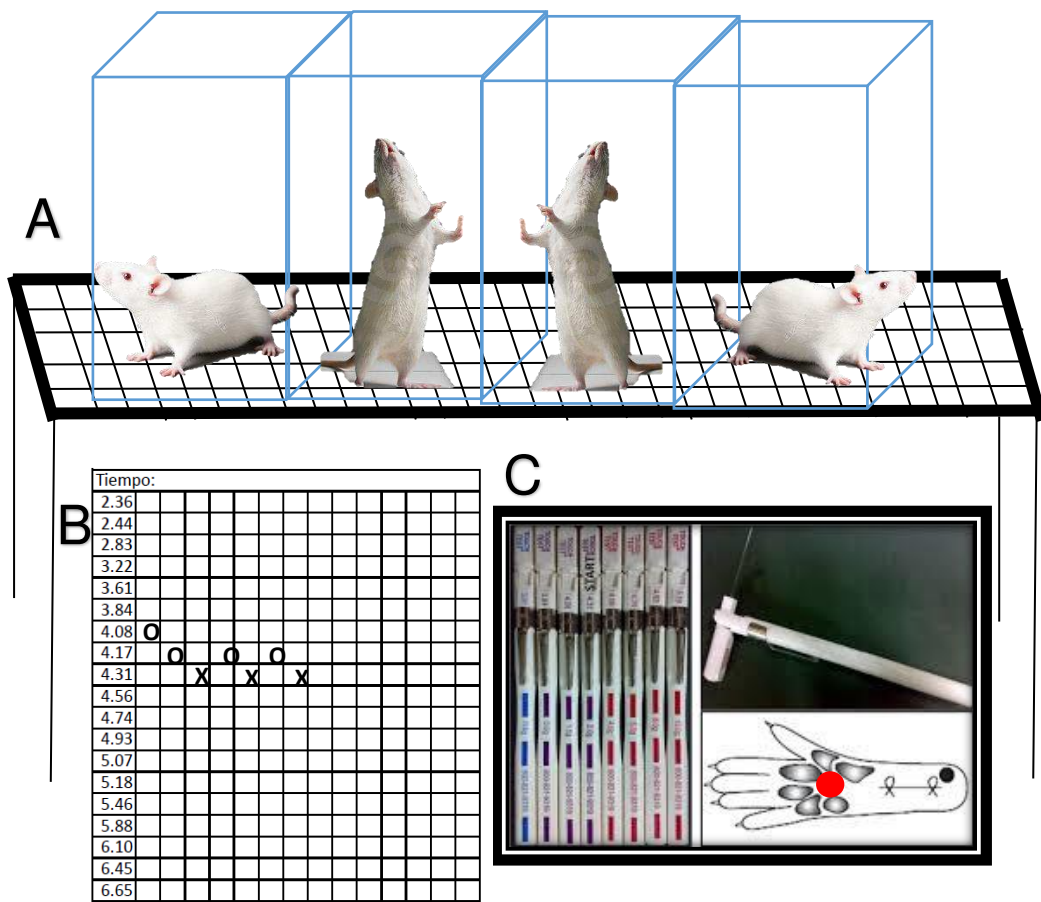 A
B
Tiempo:
2.36
2.44
2.83
3.22
3.61
3.84
4.08 O
4.17 O O O
4.31 X X X
4.56
4.74
4.93
5.07
5.18
5.46
5.88
6.10
6.45
6.65
C
START